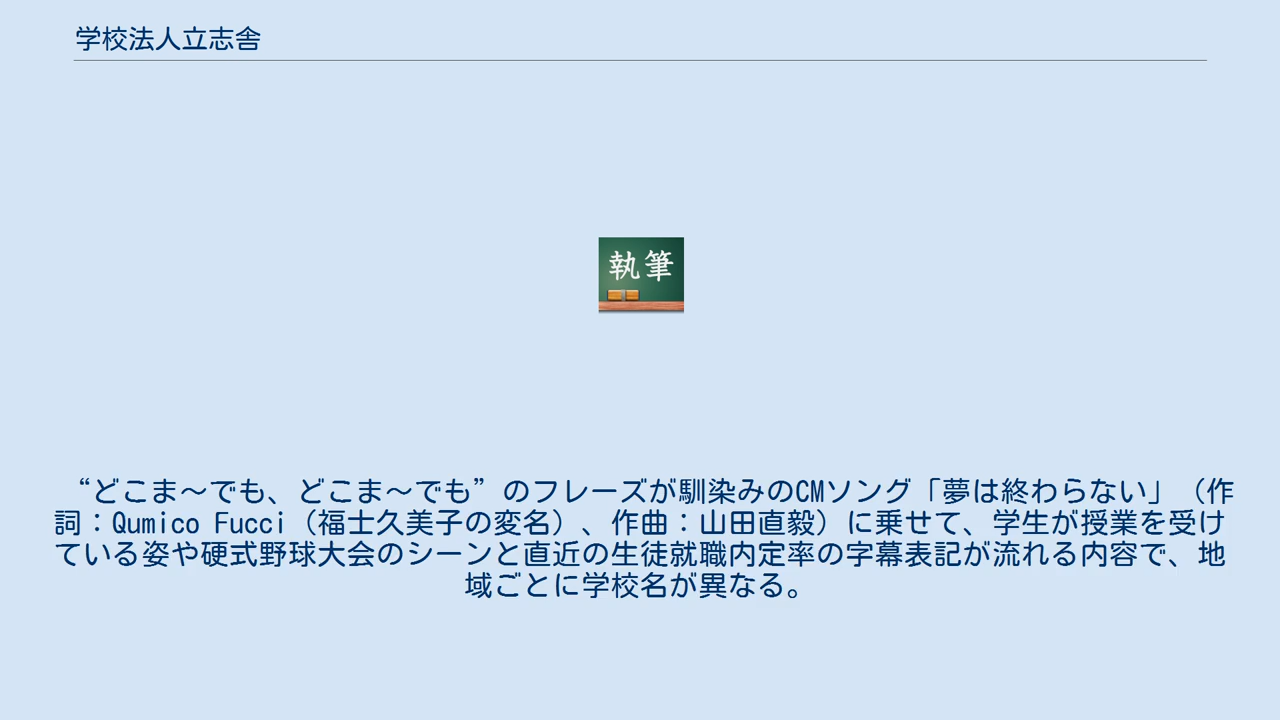 学校法人立志舎
執筆
“どこま～でも、どこま～でも”のフレーズが馴染みのCMソング「夢は終わらない」（作
詞：Qumico Fucci（福士久美子の変名）、作曲：山田直毅）に乗せて、学生が授業を受け
ている姿や硬式野球大会のシーンと直近の生徒就職内定率の字幕表記が流れる内容で、地
域ごとに学校名が異なる。